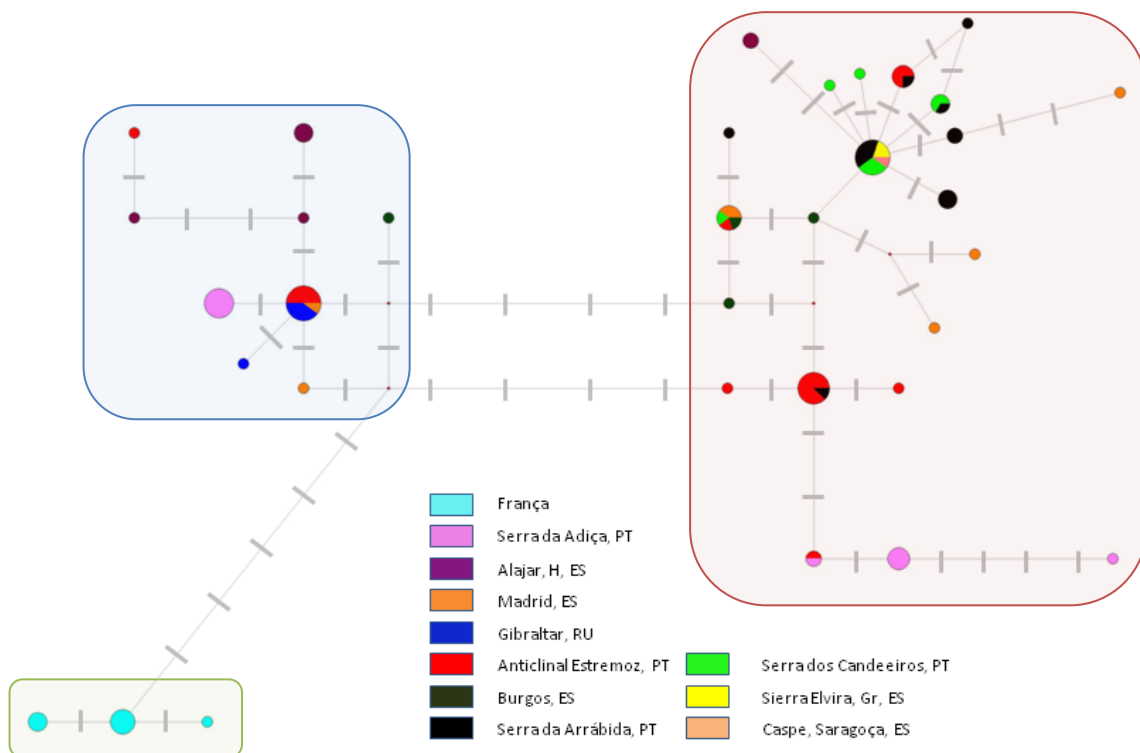 França
Serra da Adiça, PT
Alajar, H, ES
Madrid, ES
Gibraltar, RU
Anticlinal Estremoz, PT
Burgos, ES
Serra da Arrábida, PT
Serra dos Candeeiros, PT
Sierra Elvira, Gr, ES
Caspe, Saragoça, ES